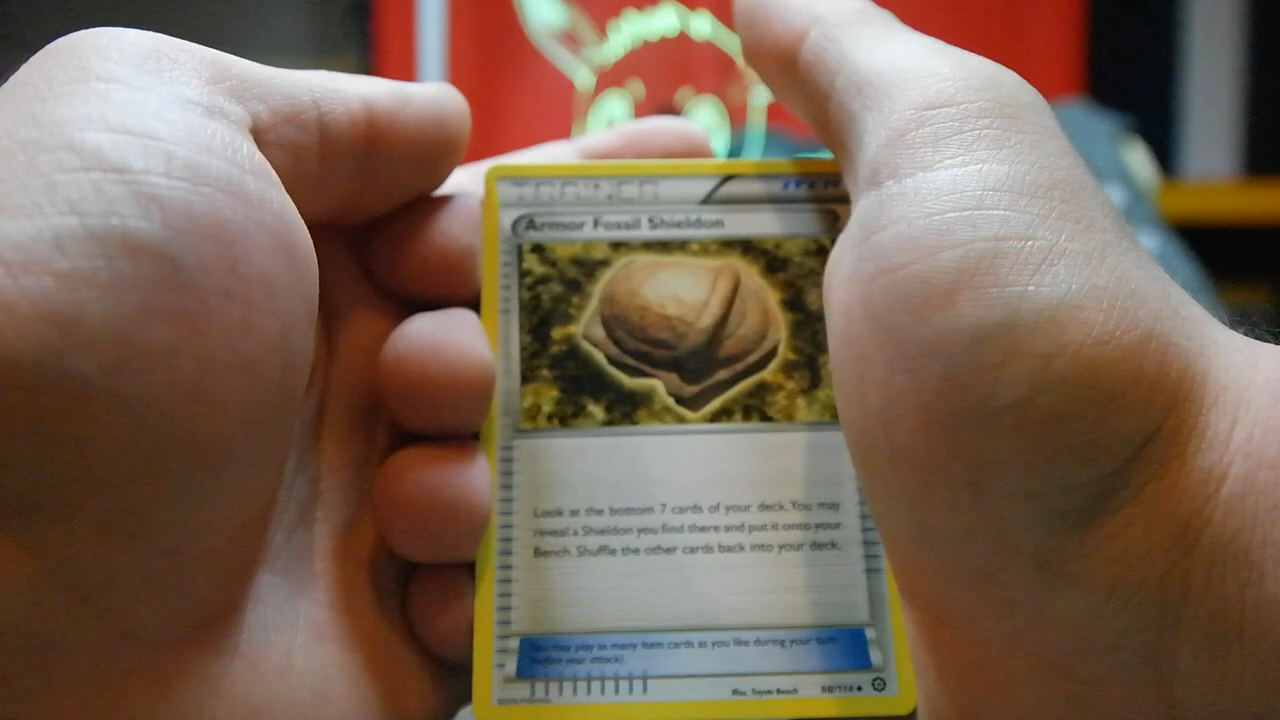 TRAINER ITEM
Armor Fossil Shieldon
Look at the bottom 7 cards of your deck. You may
reveal a Shieldon you find there and put it onto your
Bench. Shuffle the other cards back into your deck.
You may play as many Item cards as you like during your turn
(before your attack).
Illus. Toyste Beach 98/114